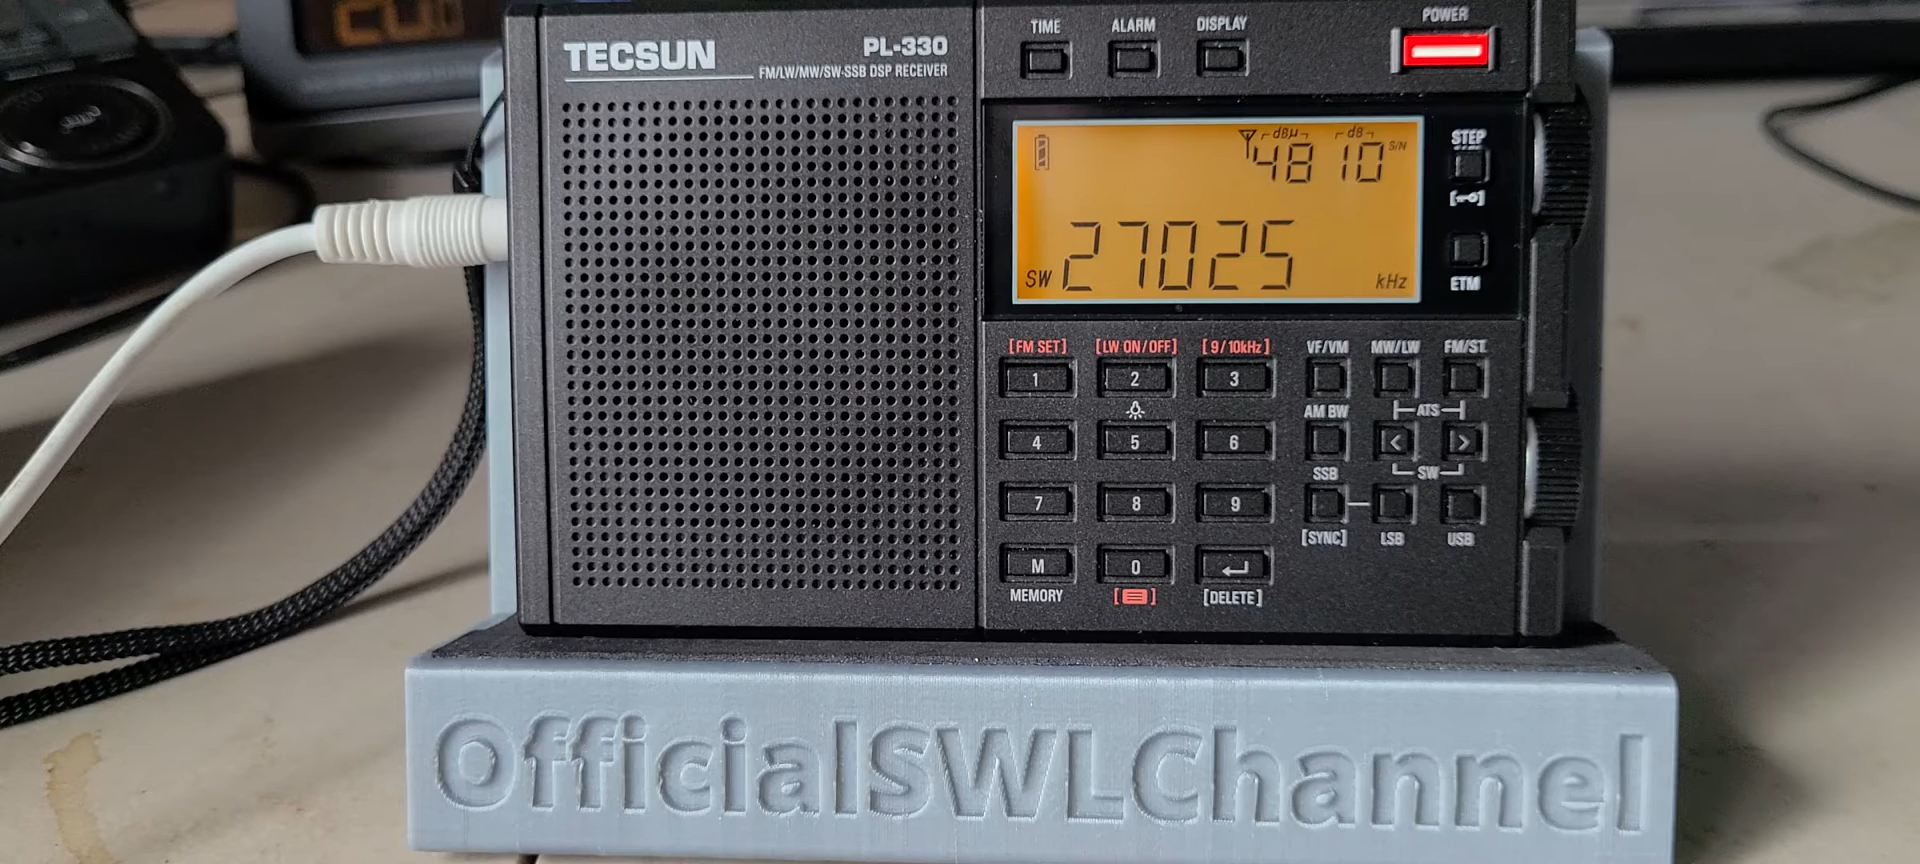 TECSUN
PL-330
FM/LW/MW/SW-SSB DSP RECEIVER
TIME ALARM DISPLAY POWER
dBμ dB
48 10 S/N
SW 27025 kHz
STEP
ETM
[FM SET] [LW ON/OFF] [9/10kHz] VF/VM MW/LW FM/ST
1 2 3
AM BW ATS
4 5 6 < >
SSB SW
7 8 9
[SYNC] LSB USB
M 0
MEMORY [DELETE]
OfficialSWLChannel